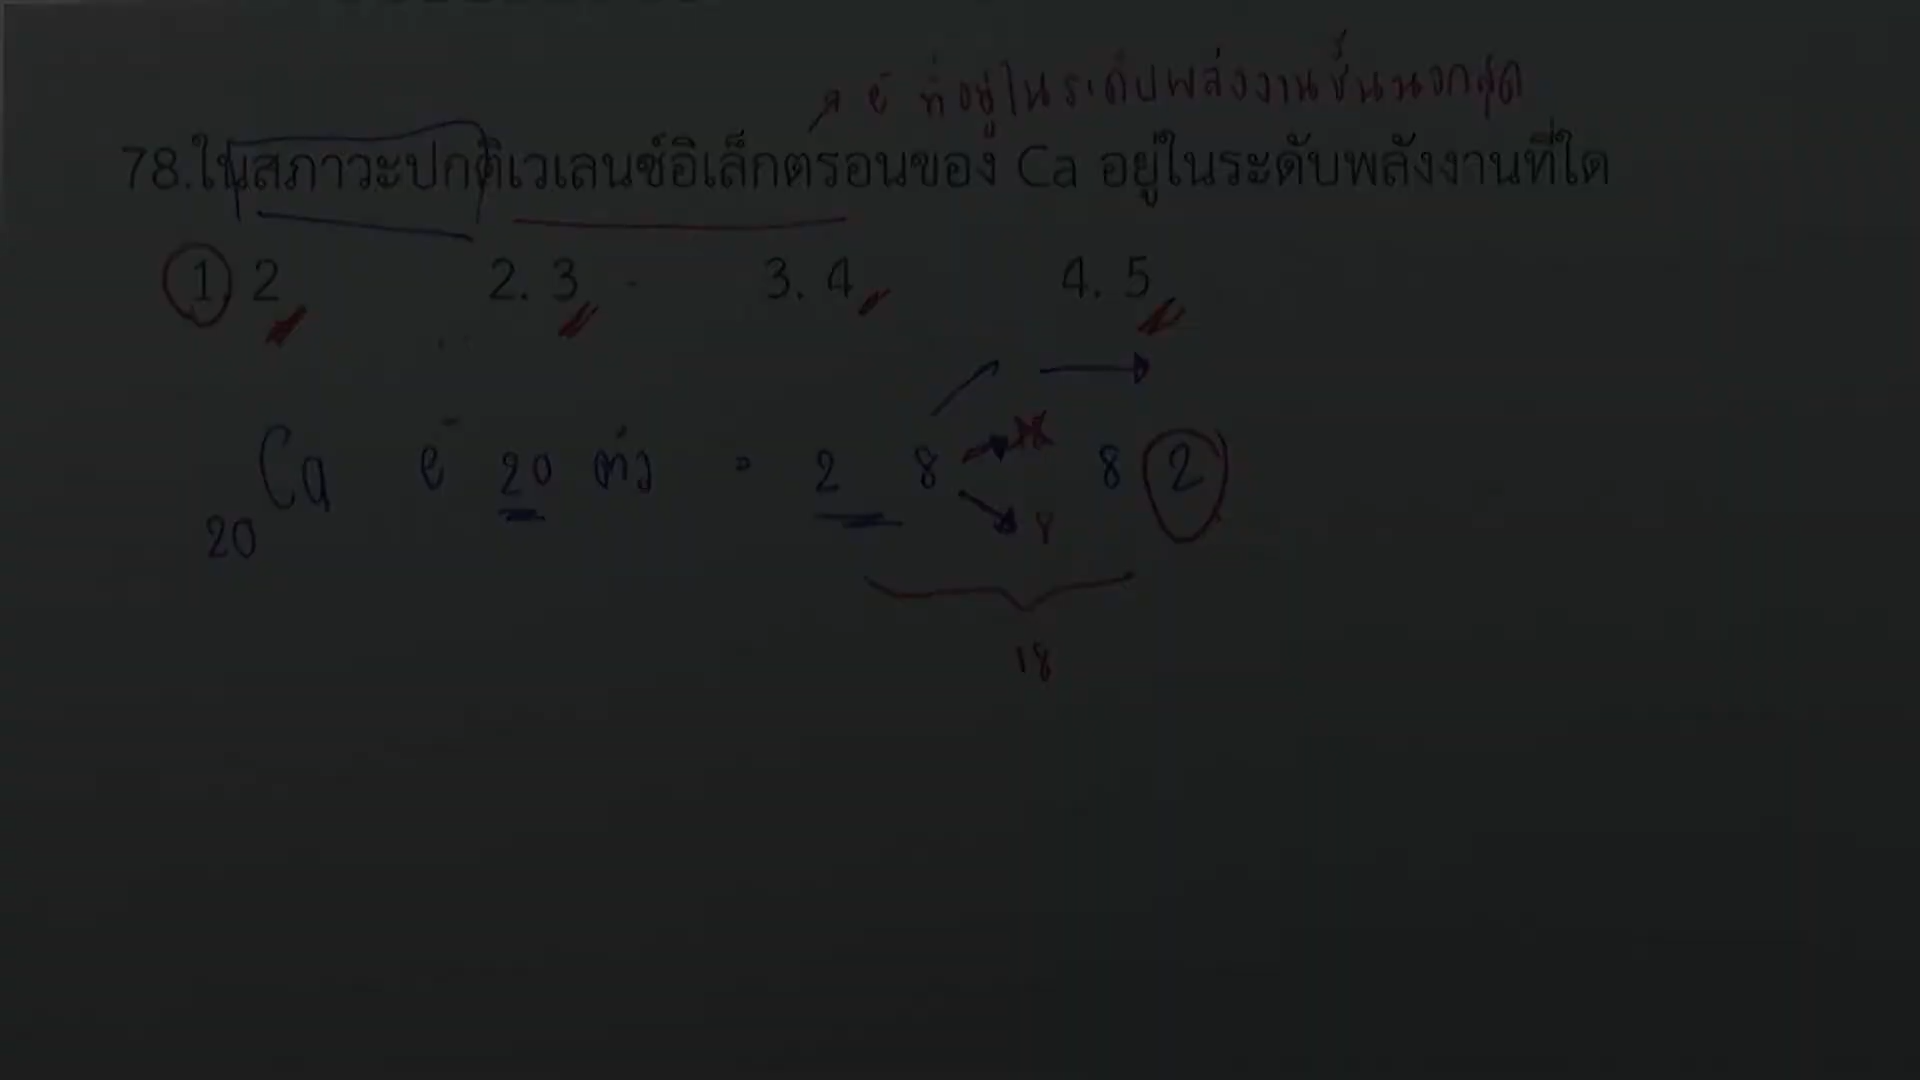 e⁻ ที่อยู่ในระดับพลังงานชั้นนอกสุด
78.ในสภาวะปกติเวเลนซ์อิเล็กตรอนของ Ca อยู่ในระดับพลังงานที่ใด
1 2 2. 3 3. 4 4. 5
20Ca e⁻ 20 ตัว = 2 8 8 2
18